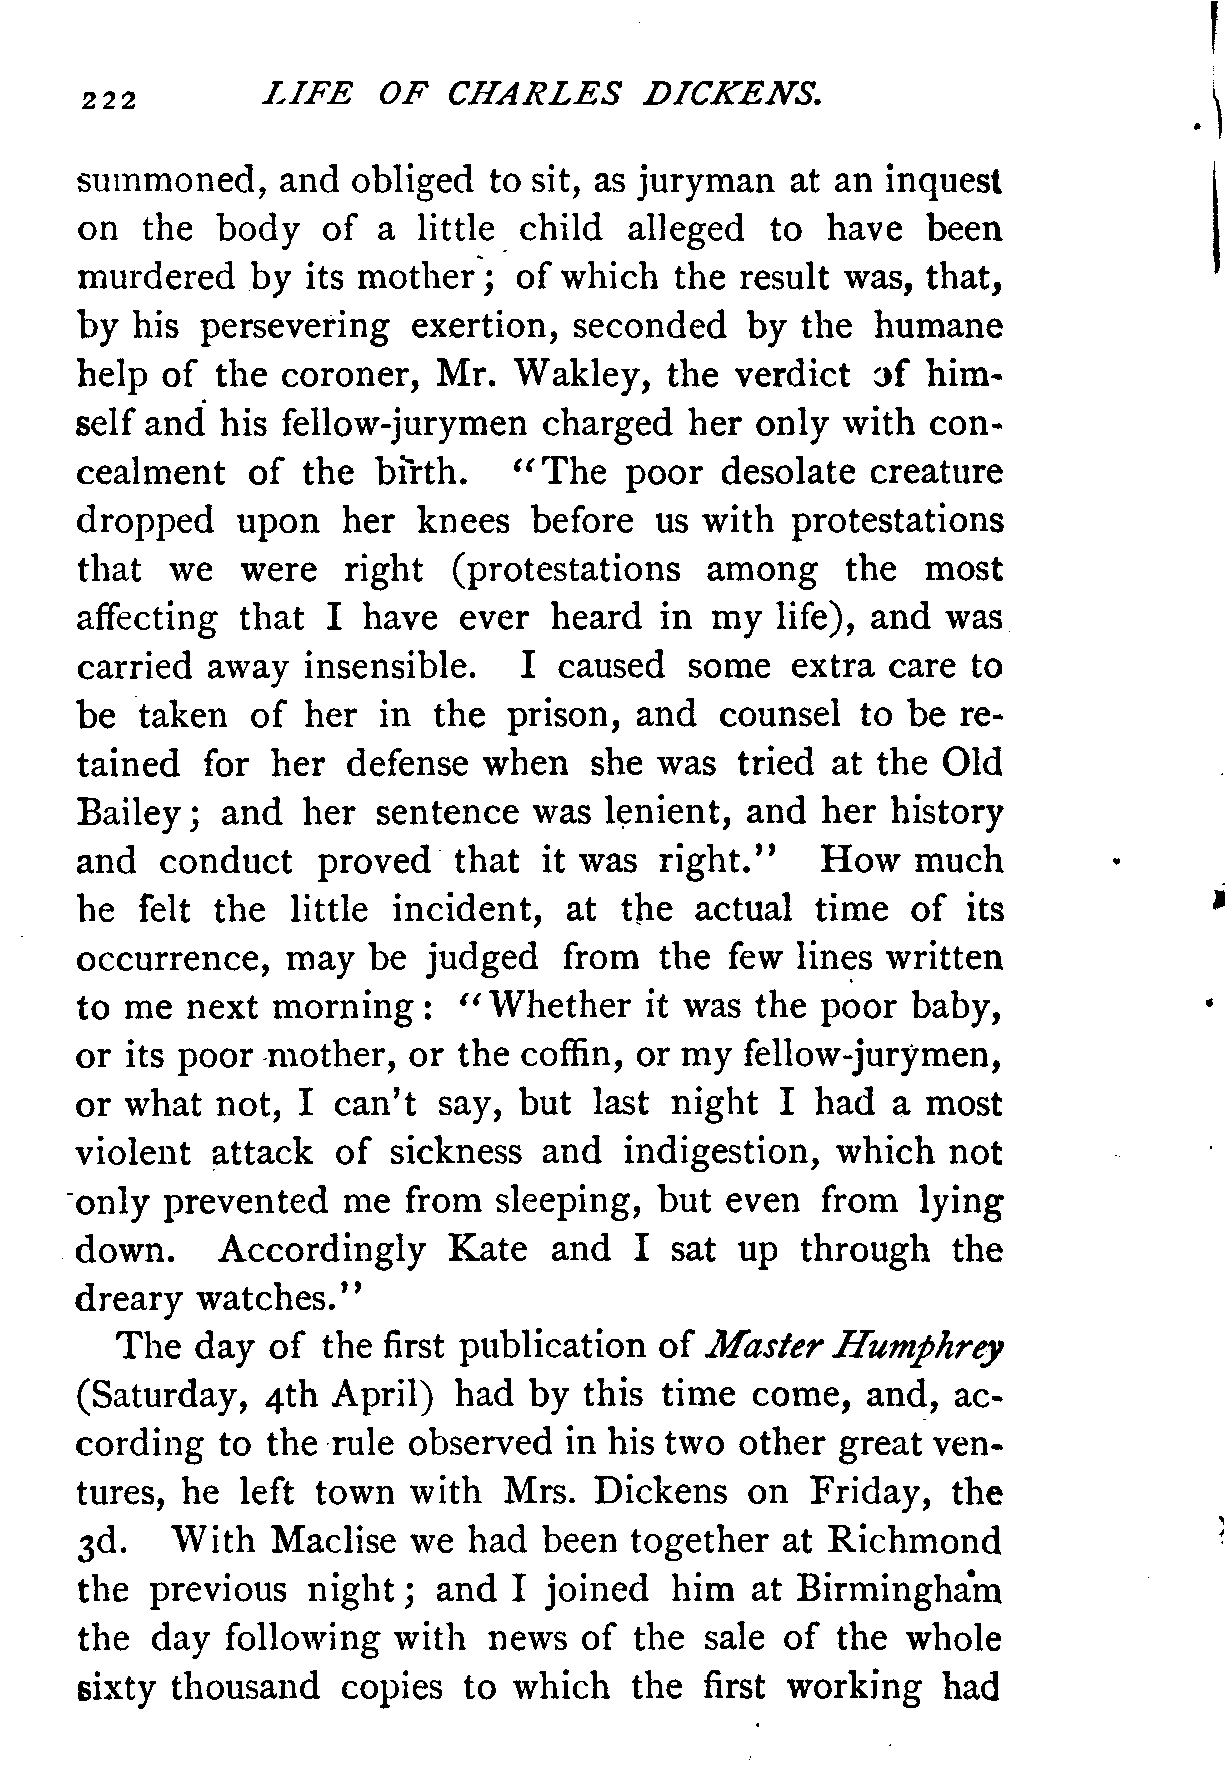 222 LIFE OF CHARLES DICKENS.
summoned, and obliged to sit, as juryman at an inquest
on the body of a little child alleged to have been
murdered by its mother; of which the result was, that,
by his persevering exertion, seconded by the humane
help of the coroner, Mr. Wakley, the verdict of him-
self and his fellow-jurymen charged her only with con-
cealment of the birth. "The poor desolate creature
dropped upon her knees before us with protestations
that we were right (protestations among the most
affecting that I have ever heard in my life), and was
carried away insensible. I caused some extra care to
be taken of her in the prison, and counsel to be re-
tained for her defense when she was tried at the Old
Bailey; and her sentence was lenient, and her history
and conduct proved that it was right." How much
he felt the little incident, at the actual time of its
occurrence, may be judged from the few lines written
to me next morning: "Whether it was the poor baby,
or its poor mother, or the coffin, or my fellow-jurymen,
or what not, I can't say, but last night I had a most
violent attack of sickness and indigestion, which not
only prevented me from sleeping, but even from lying
down. Accordingly Kate and I sat up through the
dreary watches."
The day of the first publication of Master Humphrey
(Saturday, 4th April) had by this time come, and, ac-
cording to the rule observed in his two other great ven-
tures, he left town with Mrs. Dickens on Friday, the
3d. With Maclise we had been together at Richmond
the previous night; and I joined him at Birmingham
the day following with news of the sale of the whole
sixty thousand copies to which the first working had